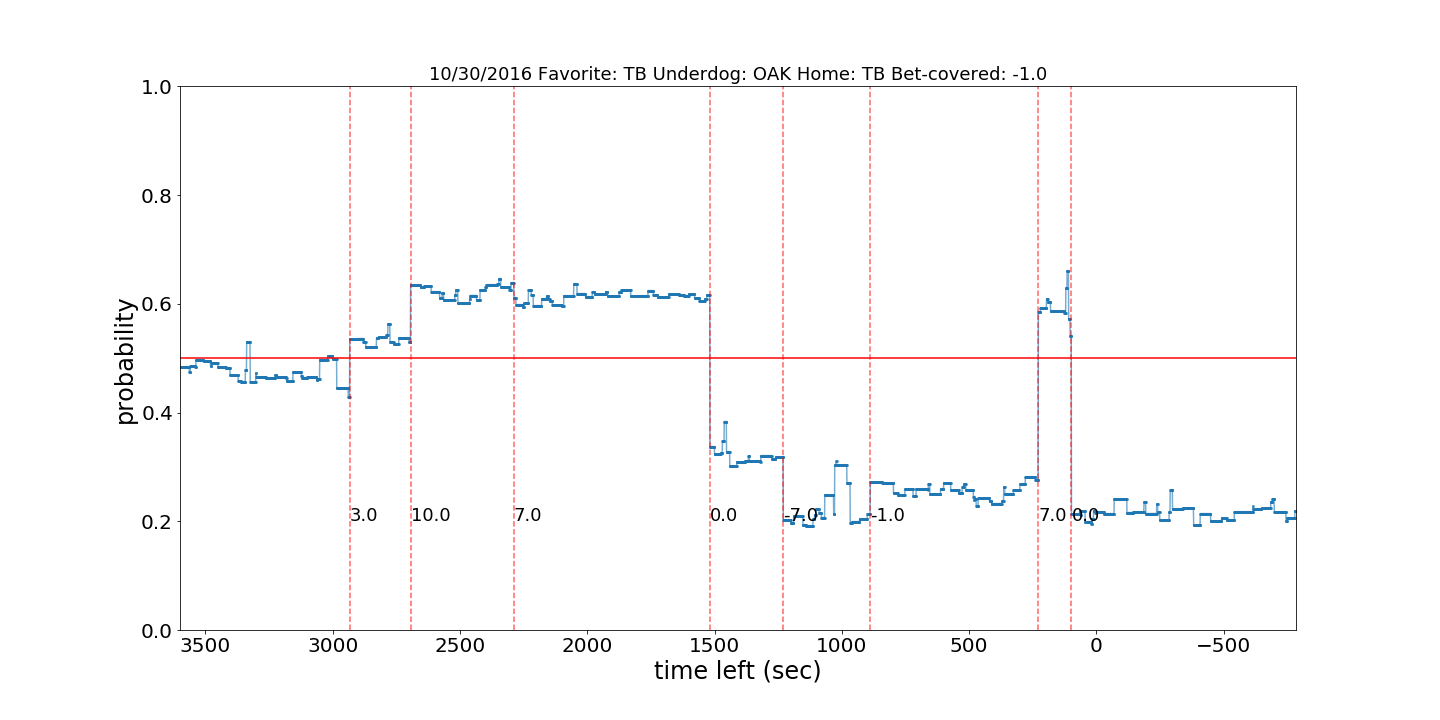 10/30/2016 Favorite: TB Underdog: OAK Home: TB Bet-covered: -1.0
1.0
0.8
0.6
0.4
0.2
0.0
probability
3.0 10.0 7.0 0.0 -7.0 -1.0 7.0 0.0
3500 3000 2500 2000 1500 1000 500 0 −500
time left (sec)